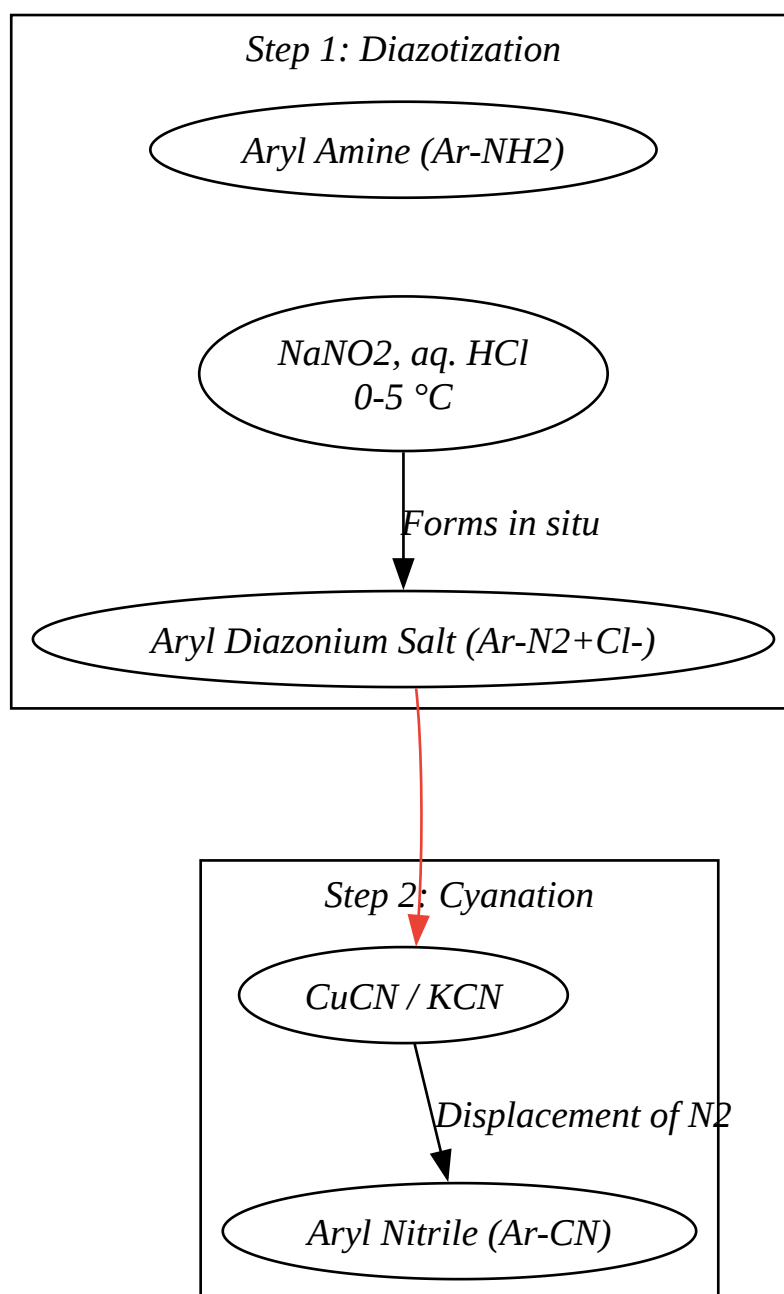 Step 1: Diazotization
Aryl Amine (Ar-NH2)
NaNO2, aq. HCl
0-5 °C
Forms in situ
Aryl Diazonium Salt (Ar-N2+Cl-)
Step 2: Cyanation
CuCN / KCN
Displacement of N2
Aryl Nitrile (Ar-CN)